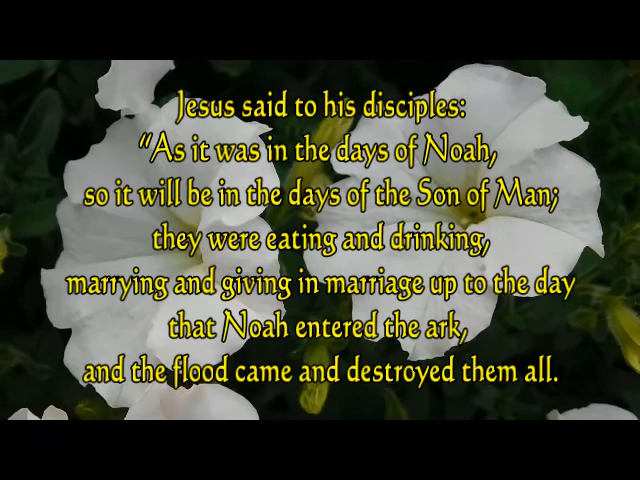 Jesus said to his disciples:
“As it was in the days of Noah,
so it will be in the days of the Son of Man;
they were eating and drinking,
marrying and giving in marriage up to the day
that Noah entered the ark,
and the flood came and destroyed them all.